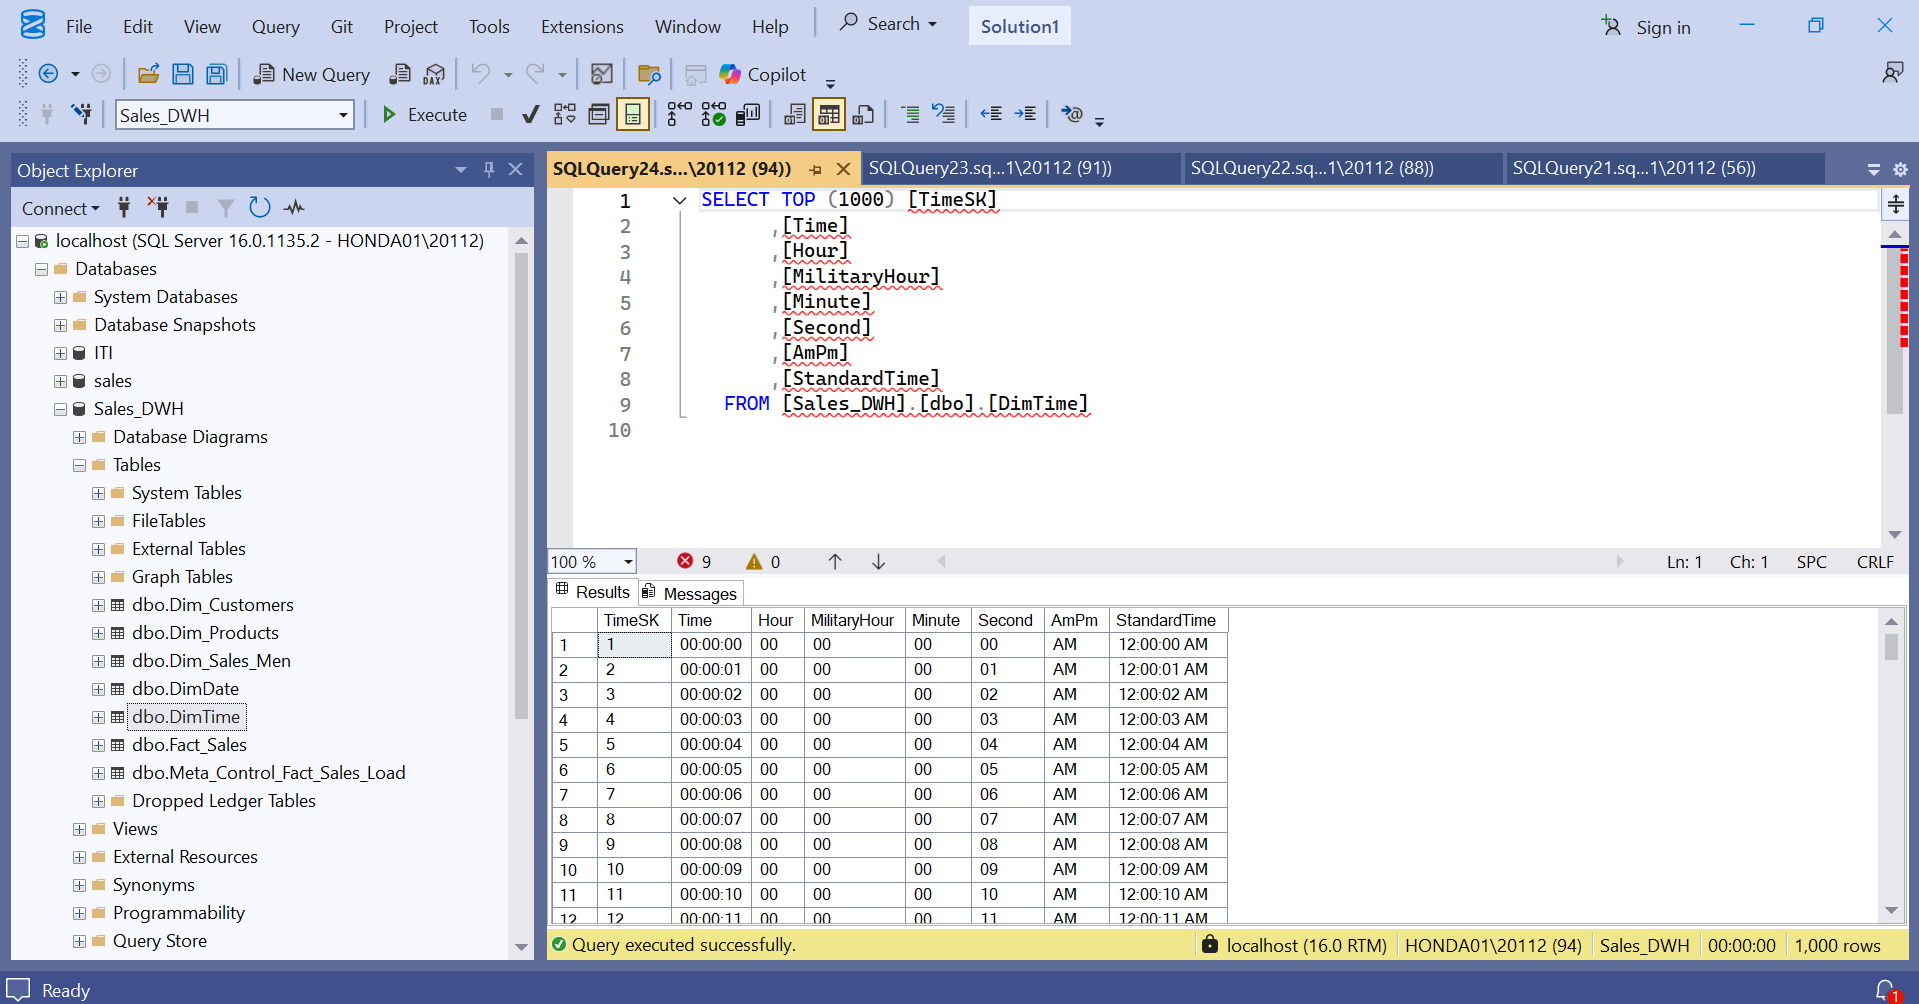 File Edit View Query Git Project Tools Extensions Window Help Search Solution1 Sign in
New Query DAX Copilot
Sales_DWH Execute
Object Explorer
Connect
localhost (SQL Server 16.0.1135.2 - HONDA01\20112)
Databases
System Databases
Database Snapshots
ITI
sales
Sales_DWH
Database Diagrams
Tables
System Tables
FileTables
External Tables
Graph Tables
dbo.Dim_Customers
dbo.Dim_Products
dbo.Dim_Sales_Men
dbo.DimDate
dbo.DimTime
dbo.Fact_Sales
dbo.Meta_Control_Fact_Sales_Load
Dropped Ledger Tables
Views
External Resources
Synonyms
Programmability
Query Store
SQLQuery24.s...\20112 (94)) SQLQuery23.sq...1\20112 (91)) SQLQuery22.sq...1\20112 (88)) SQLQuery21.sq...1\20112 (56))
1 SELECT TOP (1000) [TimeSK]
2 ,[Time]
3 ,[Hour]
4 ,[MilitaryHour]
5 ,[Minute]
6 ,[Second]
7 ,[AmPm]
8 ,[StandardTime]
9 FROM [Sales_DWH].[dbo].[DimTime]
10
100 % 9 0 Ln: 1 Ch: 1 SPC CRLF
Results Messages
TimeSK Time Hour MilitaryHour Minute Second AmPm StandardTime
1 1 00:00:00 00 00 00 00 AM 12:00:00 AM
2 2 00:00:01 00 00 00 01 AM 12:00:01 AM
3 3 00:00:02 00 00 00 02 AM 12:00:02 AM
4 4 00:00:03 00 00 00 03 AM 12:00:03 AM
5 5 00:00:04 00 00 00 04 AM 12:00:04 AM
6 6 00:00:05 00 00 00 05 AM 12:00:05 AM
7 7 00:00:06 00 00 00 06 AM 12:00:06 AM
8 8 00:00:07 00 00 00 07 AM 12:00:07 AM
9 9 00:00:08 00 00 00 08 AM 12:00:08 AM
10 10 00:00:09 00 00 00 09 AM 12:00:09 AM
11 11 00:00:10 00 00 00 10 AM 12:00:10 AM
12 12 00:00:11 00 00 00 11 AM 12:00:11 AM
Query executed successfully. localhost (16.0 RTM) HONDA01\20112 (94) Sales_DWH 00:00:00 1,000 rows
Ready 1